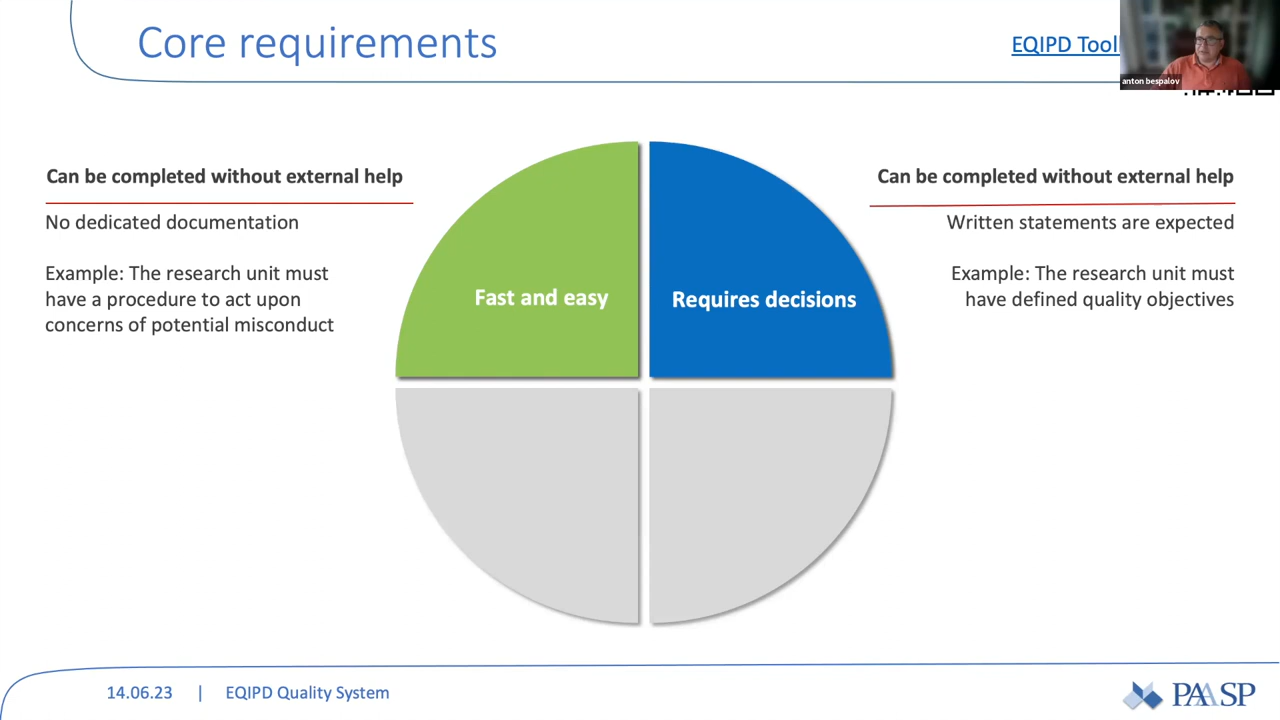 Core requirements
EQIPD Tool
anton bespalov
Can be completed without external help
No dedicated documentation
Example: The research unit must
have a procedure to act upon
concerns of potential misconduct
Fast and easy
Requires decisions
Can be completed without external help
Written statements are expected
Example: The research unit must
have defined quality objectives
14.06.23 | EQIPD Quality System
PAASP